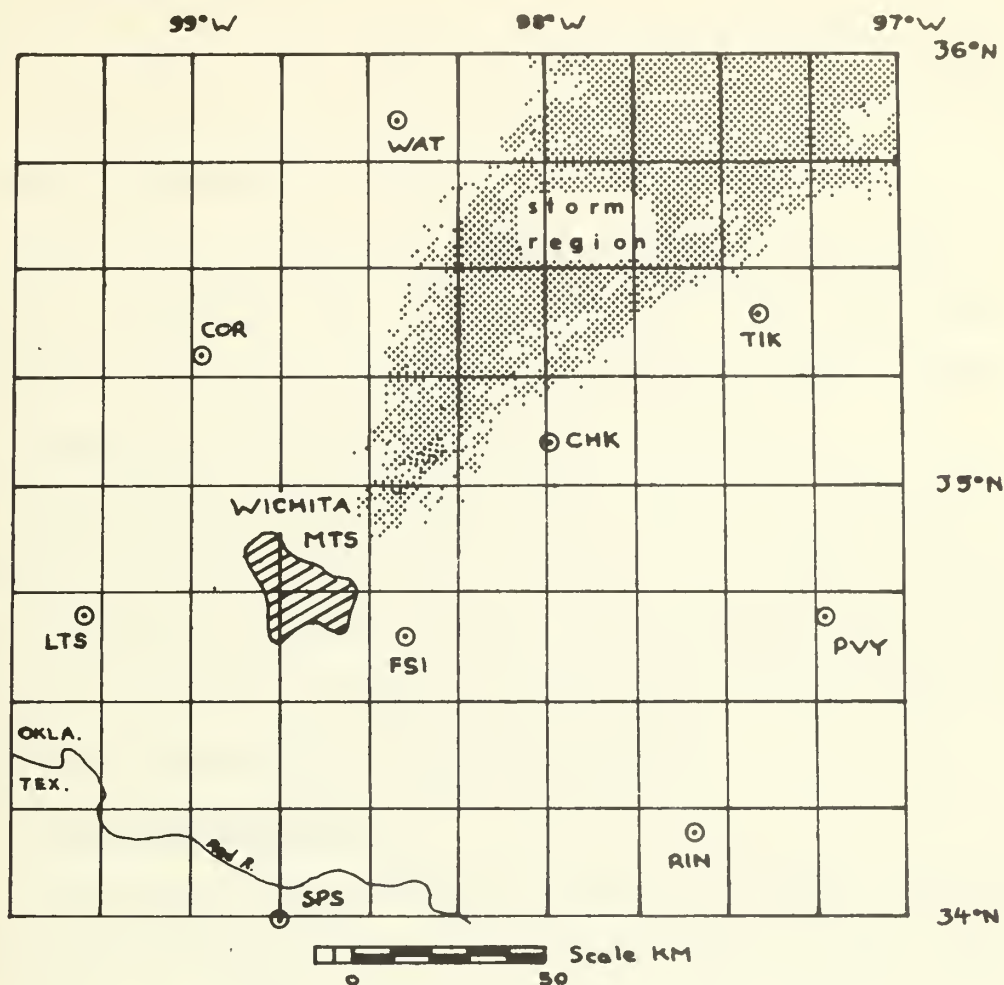 99°W 98°W 97°W
36°N
WAT
storm
region
COR
TIK
CHK
35°N
WICHITA
MTS
LTS
FSI
PVY
OKLA.
TEX.
Red R.
RIN
SPS
34°N
Scale KM
0 50